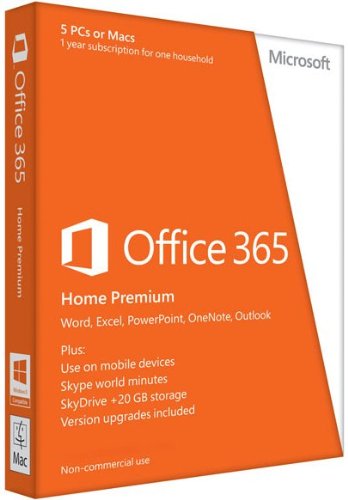 5 PCs or Macs
1 year subscription for one household
Microsoft
Office 365
Home Premium
Word, Excel, PowerPoint, OneNote, Outlook
Plus:
Use on mobile devices
Skype world minutes
SkyDrive +20 GB storage
Version upgrades included
Non-commercial use
Office 365
Home Premium
Mac